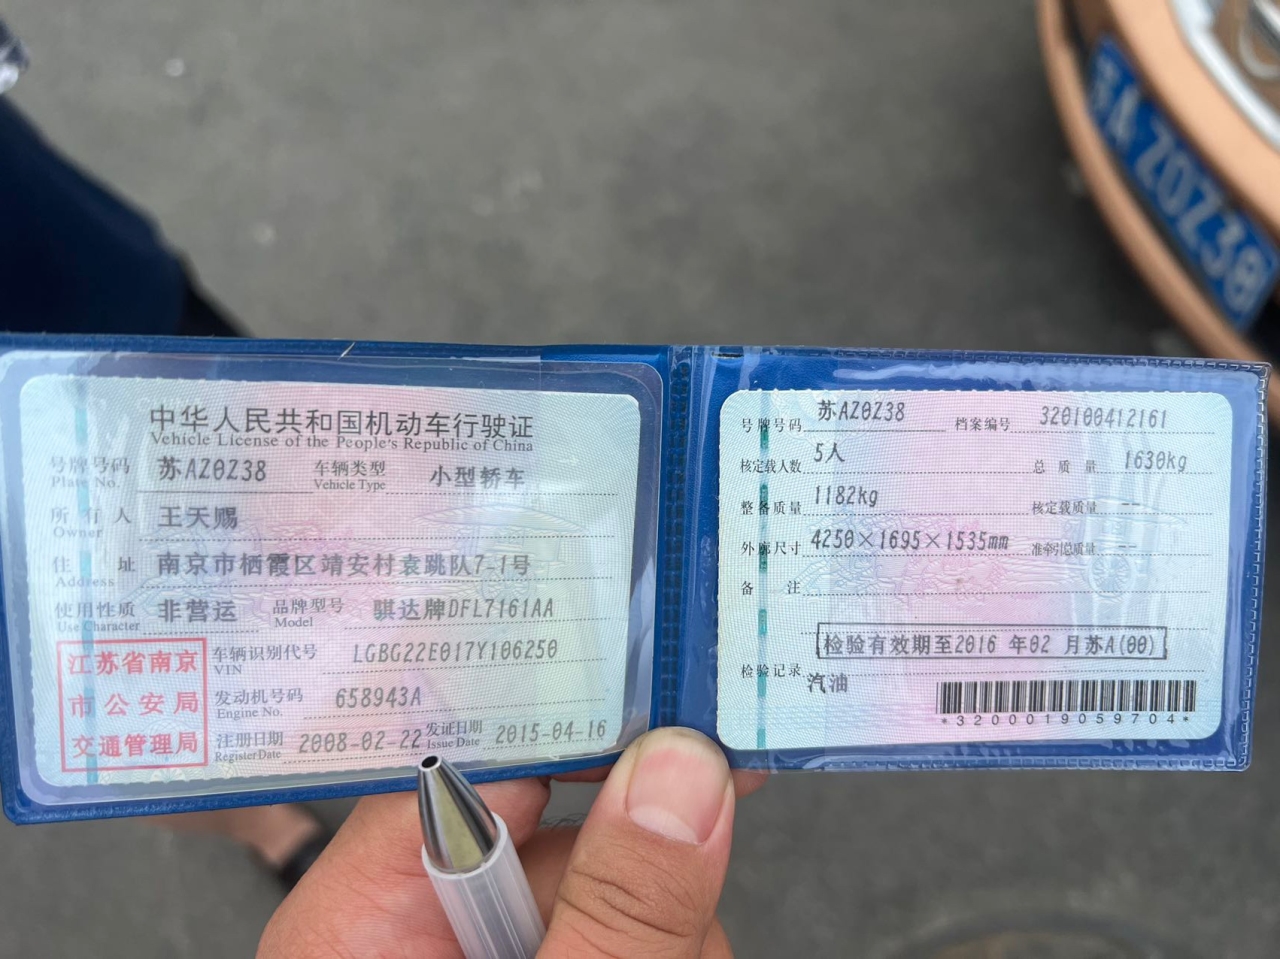 苏A Z0Z38
中华人民共和国机动车行驶证
Vehicle License of the People's Republic of China
号牌号码 苏AZ0Z38 车辆类型 小型轿车
Plate No. Vehicle Type
所有人 王天赐
Owner
住址 南京市栖霞区靖安村袁跳队7-1号
Address
使用性质 非营运 品牌型号 骐达牌DFL7161AA
Use Character Model
江苏省南京
市公安局
交通管理局
车辆识别代号 LGBG22E017Y106250
VIN
发动机号码 658943A
Engine No.
注册日期 2008-02-22 发证日期 2015-04-16
Register Date Issue Date
号牌号码 苏AZ0Z38 档案编号 320100412161
核定载人数 5人 总质量 1630kg
整备质量 1182kg 核定载质量 --
外廓尺寸 4250×1695×1535mm 准牵引总质量 --
备注
检验有效期至2016 年02 月苏A(00)
检验记录
汽油
*3200019059704*